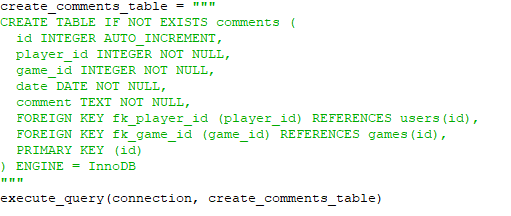 create_comments_table = """
CREATE TABLE IF NOT EXISTS comments (
  id INTEGER AUTO_INCREMENT,
  player_id INTEGER NOT NULL,
  game_id INTEGER NOT NULL,
  date DATE NOT NULL,
  comment TEXT NOT NULL,
  FOREIGN KEY fk_player_id (player_id) REFERENCES users(id),
  FOREIGN KEY fk_game_id (game_id) REFERENCES games(id),
  PRIMARY KEY (id)
) ENGINE = InnoDB
"""
execute_query(connection, create_comments_table)